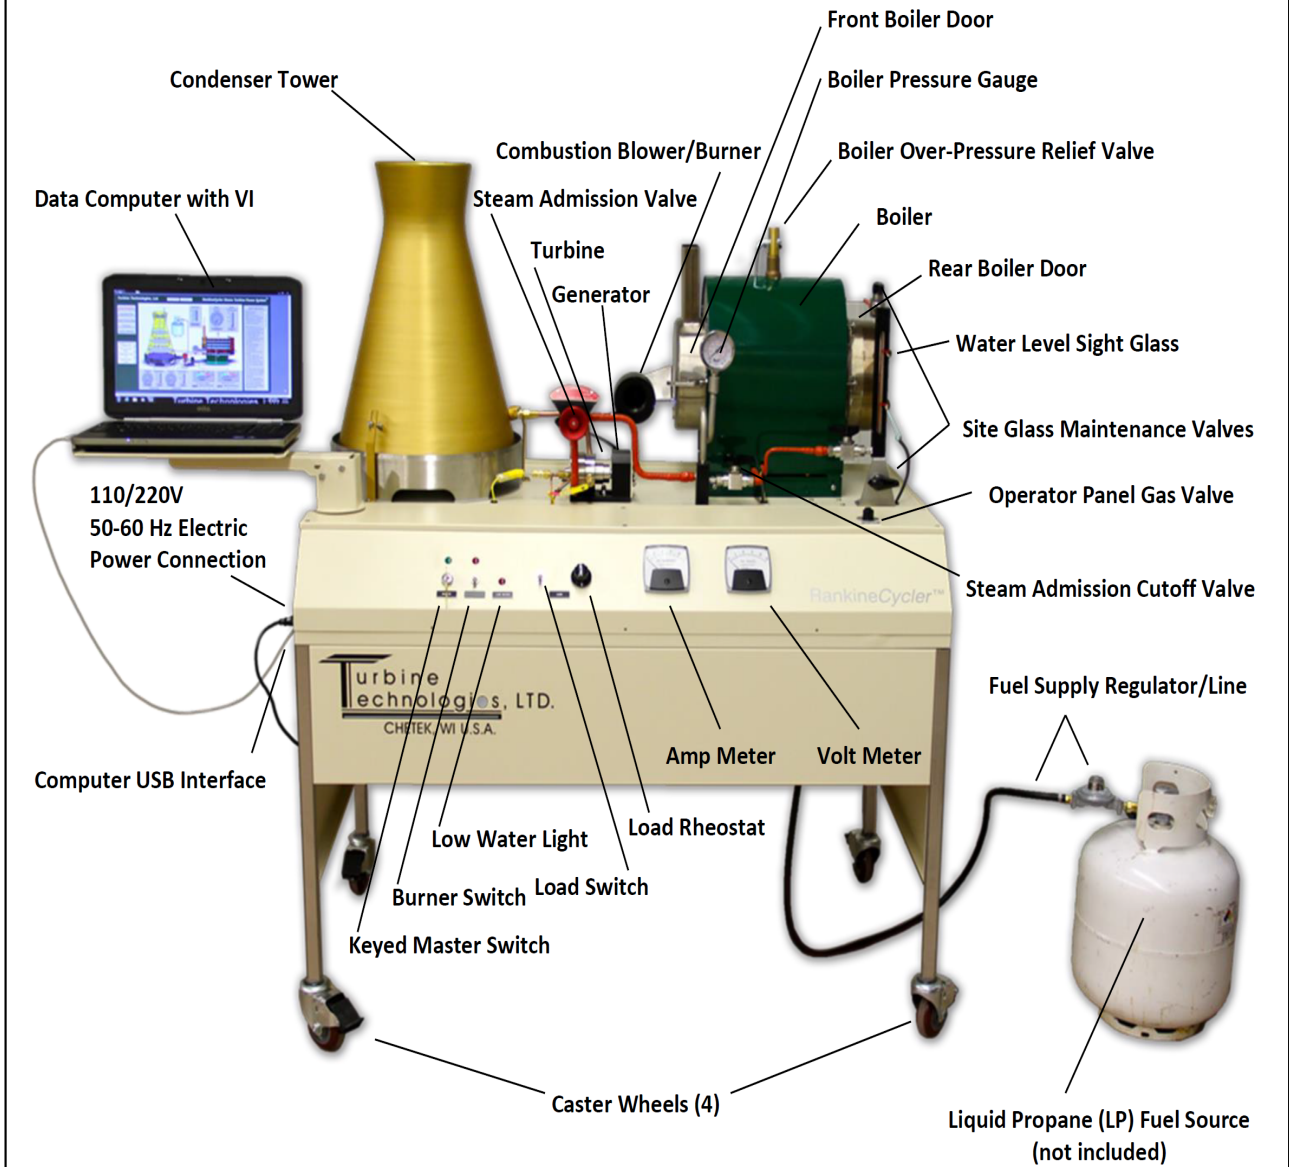 Front Boiler Door
Condenser Tower
Boiler Pressure Gauge
Combustion Blower/Burner
Boiler Over-Pressure Relief Valve
Data Computer with VI
Steam Admission Valve
Boiler
Turbine
Rear Boiler Door
Generator
Water Level Sight Glass
Site Glass Maintenance Valves
110/220V
50-60 Hz Electric
Power Connection
Operator Panel Gas Valve
Steam Admission Cutoff Valve
RankineCycler™
Turbine
Technologies, LTD.
CHETEK, WI U.S.A.
Fuel Supply Regulator/Line
Amp Meter
Volt Meter
Computer USB Interface
Low Water Light
Load Rheostat
Burner Switch
Load Switch
Keyed Master Switch
Caster Wheels (4)
Liquid Propane (LP) Fuel Source
(not included)